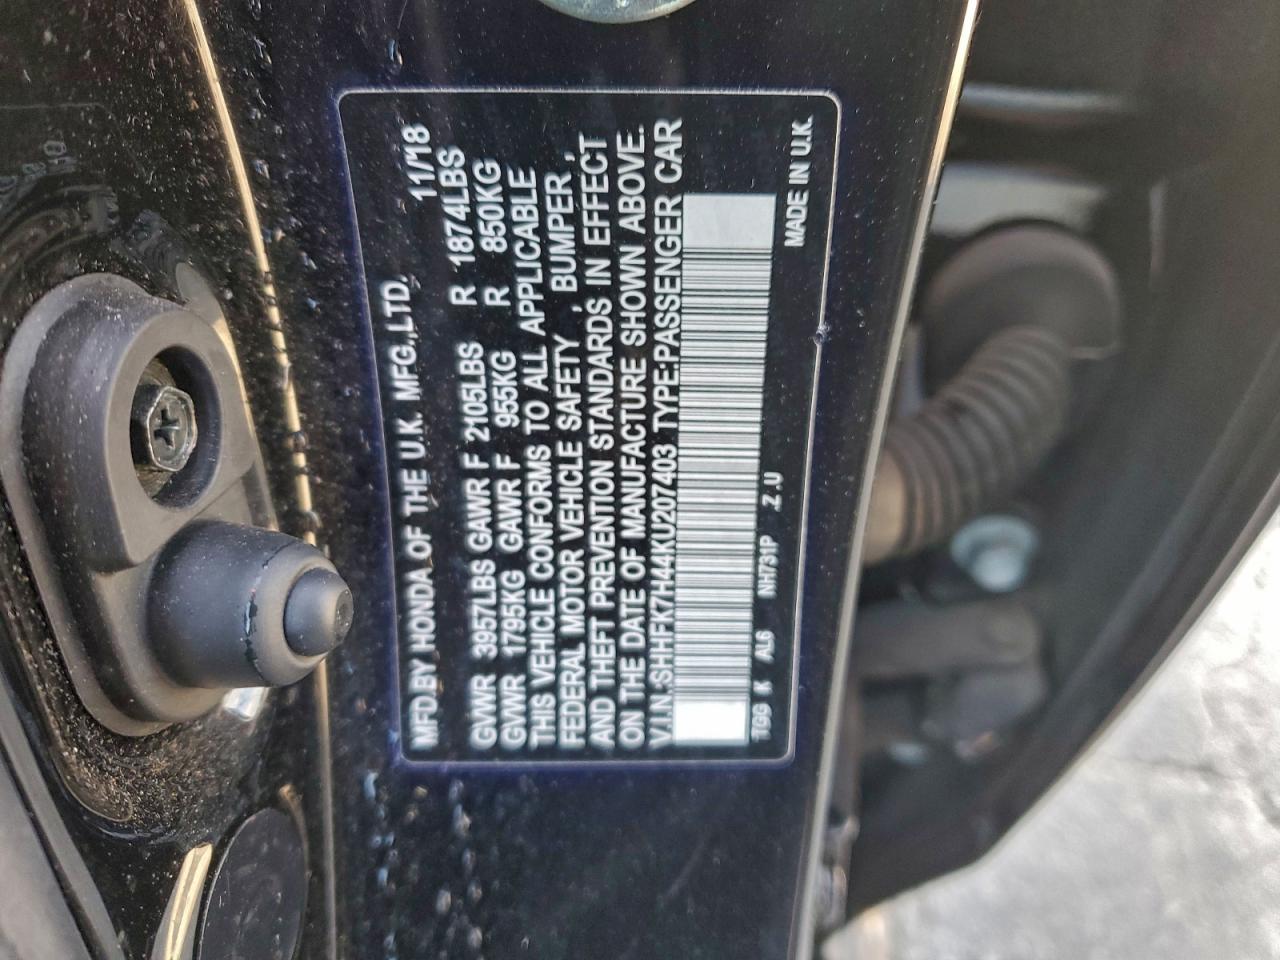 MFD.BY HONDA OF THE U.K. MFG.,LTD. 11/18
GVWR 3957LBS GAWR F 2105LBS R 1874LBS
GVWR 1795KG GAWR F 955KG R 850KG
THIS VEHICLE CONFORMS TO ALL APPLICABLE
FEDERAL MOTOR VEHICLE SAFETY , BUMPER ,
AND THEFT PREVENTION STANDARDS IN EFFECT
ON THE DATE OF MANUFACTURE SHOWN ABOVE.
V.I.N.:SHHFK7H44KU207403 TYPE:PASSENGER CAR
TGG K AL6 NH731P .Z .U
MADE IN U.K.